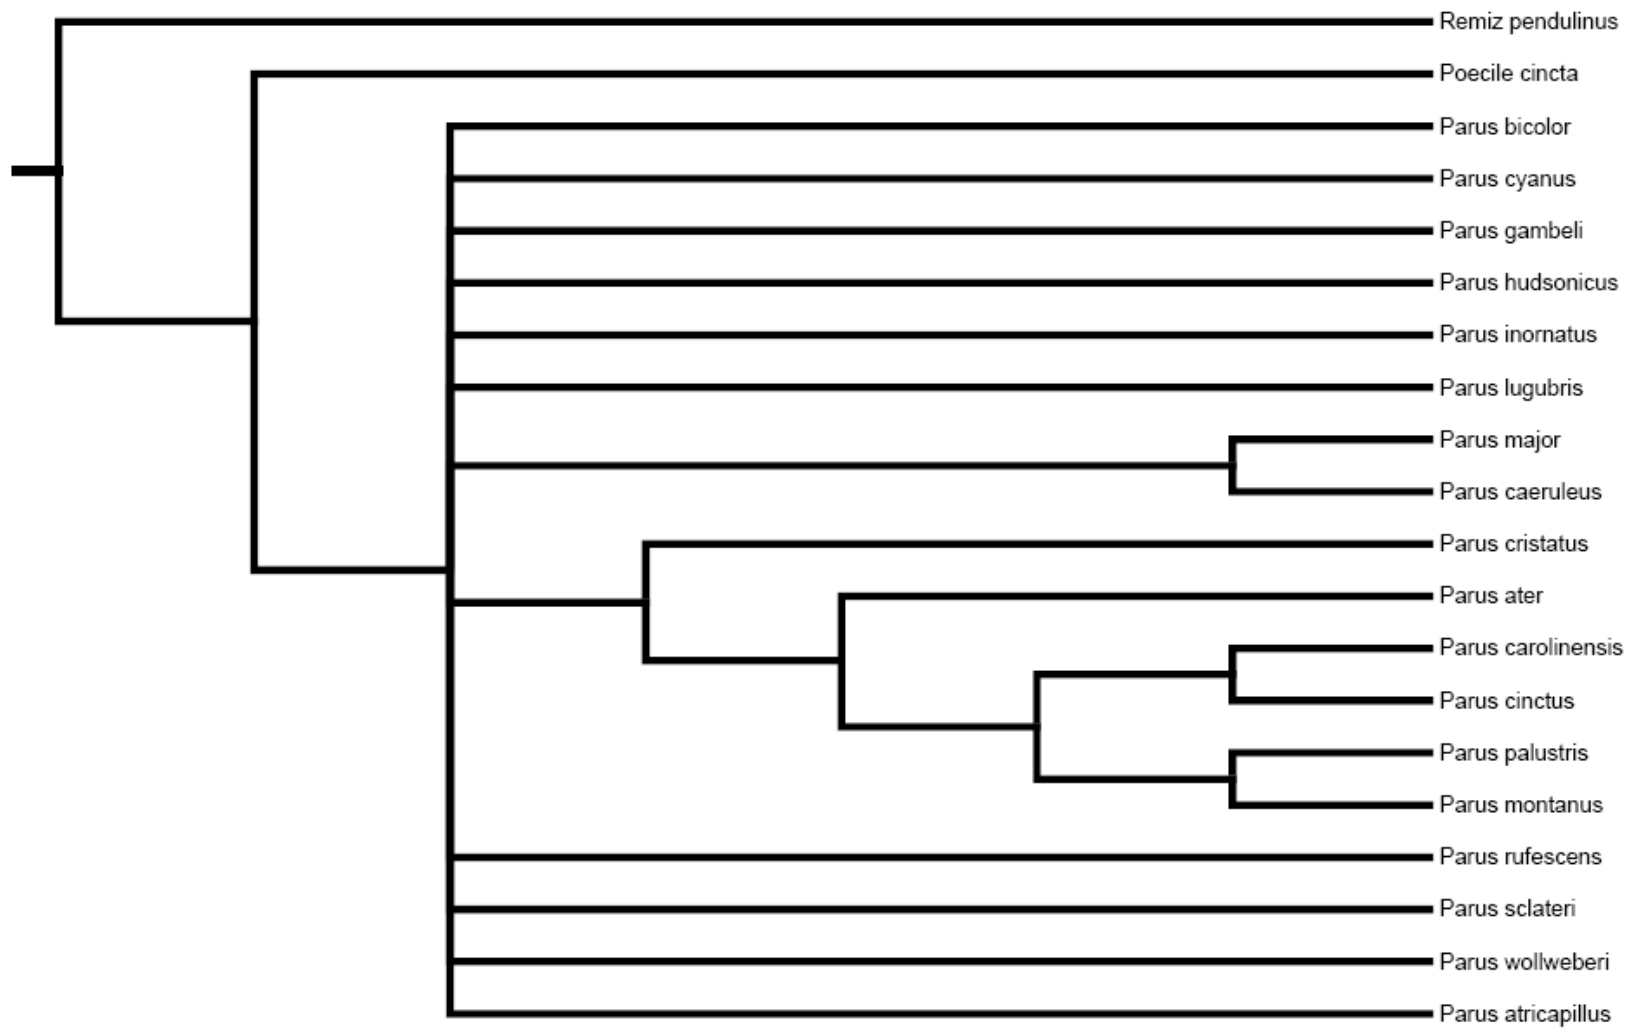 Remiz pendulinus
Poecile cincta
Parus bicolor
Parus cyanus
Parus gambeli
Parus hudsonicus
Parus inornatus
Parus lugubris
Parus major
Parus caeruleus
Parus cristatus
Parus ater
Parus carolinensis
Parus cinctus
Parus palustris
Parus montanus
Parus rufescens
Parus sclateri
Parus wollweberi
Parus atricapillus